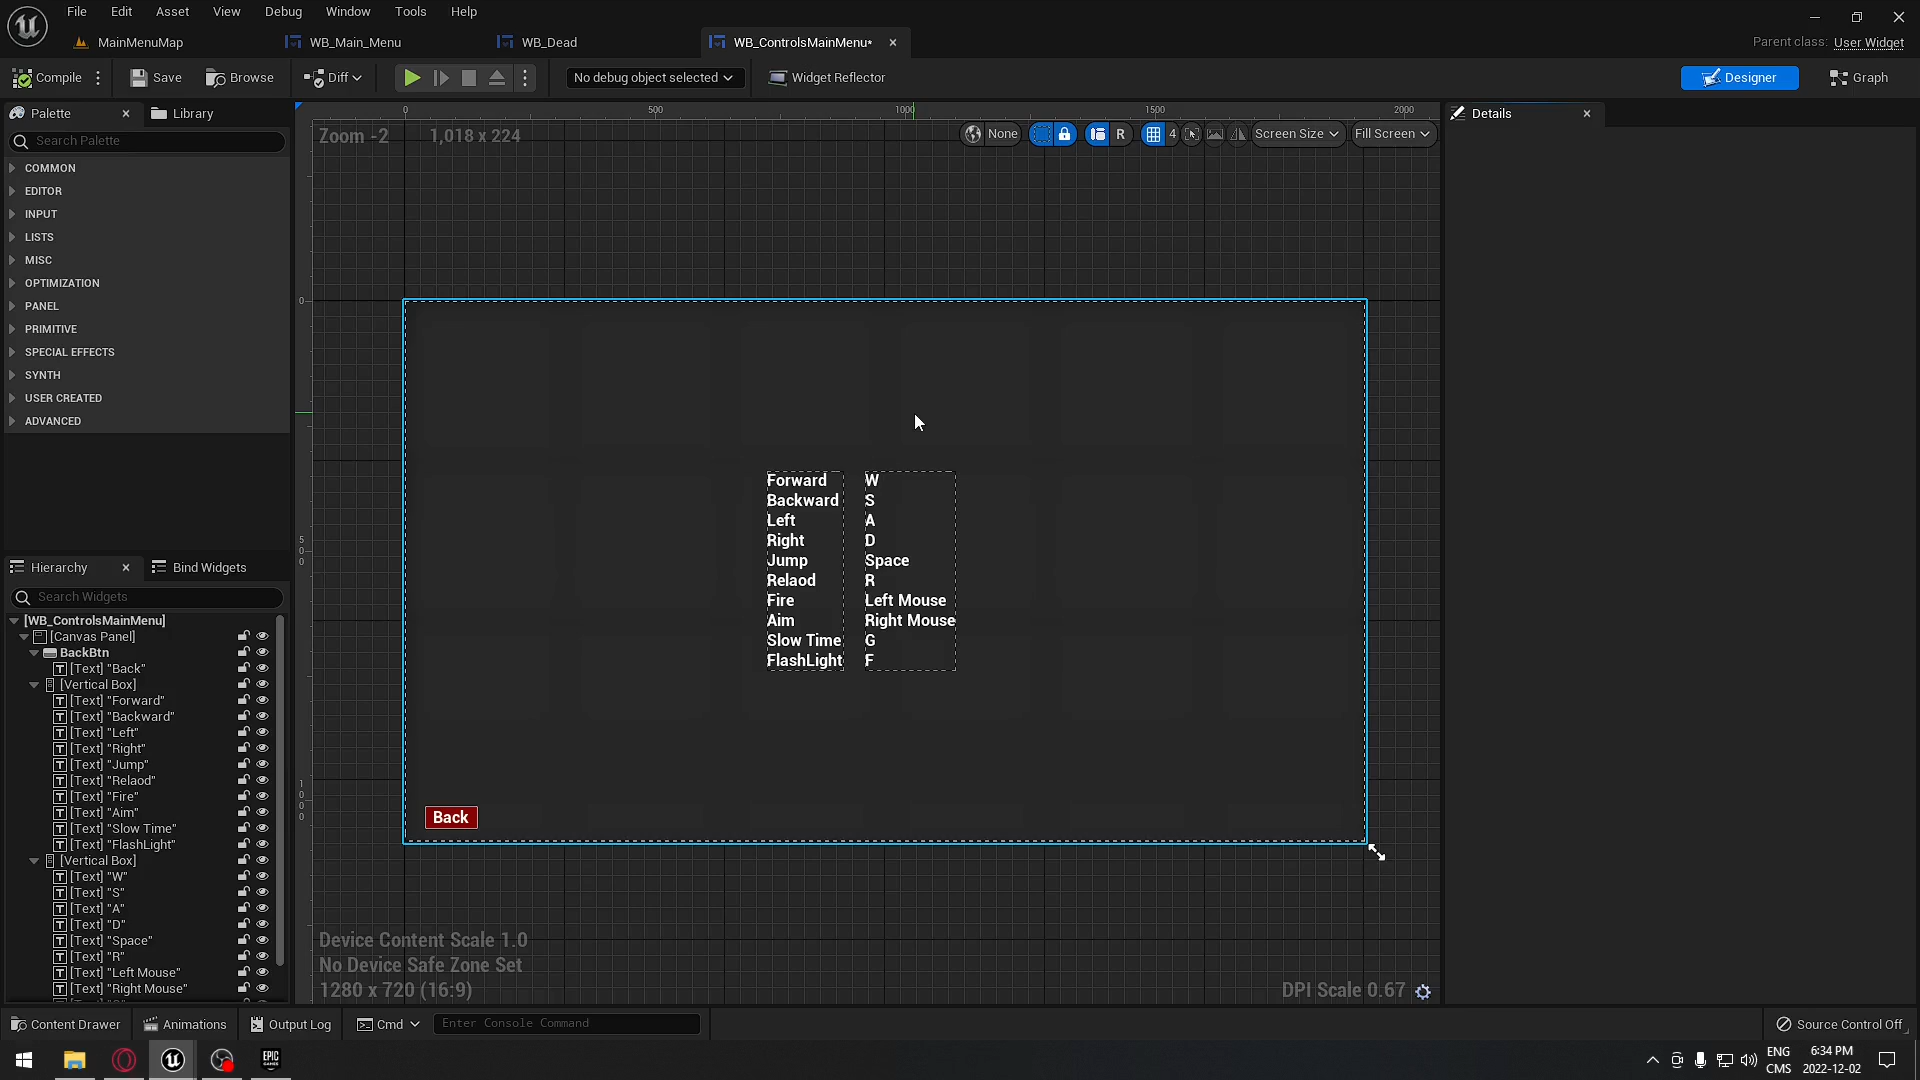 File Edit Asset View Debug Window Tools Help
MainMenuMap WB_Main_Menu WB_Dead WB_ControlsMainMenu*
Parent class: User Widget
Compile Save Browse Diff No debug object selected Widget Reflector Designer Graph
Palette Library
Search Palette
COMMON
EDITOR
INPUT
LISTS
MISC
OPTIMIZATION
PANEL
PRIMITIVE
SPECIAL EFFECTS
SYNTH
USER CREATED
ADVANCED
Hierarchy Bind Widgets
Search Widgets
[WB_ControlsMainMenu]
[Canvas Panel]
BackBtn
[Text] "Back"
[Vertical Box]
[Text] "Forward"
[Text] "Backward"
[Text] "Left"
[Text] "Right"
[Text] "Jump"
[Text] "Relaod"
[Text] "Fire"
[Text] "Aim"
[Text] "Slow Time"
[Text] "FlashLight"
[Vertical Box]
[Text] "W"
[Text] "S"
[Text] "A"
[Text] "D"
[Text] "Space"
[Text] "R"
[Text] "Left Mouse"
[Text] "Right Mouse"
0 500 1000 1500 2000
Zoom -2 1,018 x 224
None R 4 Screen Size Fill Screen
0
500
1000
Forward W
Backward S
Left A
Right D
Jump Space
Relaod R
Fire Left Mouse
Aim Right Mouse
Slow Time G
FlashLight F
Back
Device Content Scale 1.0
No Device Safe Zone Set
1280 x 720 (16:9)
DPI Scale 0.67
Details
Content Drawer Animations Output Log Cmd Enter Console Command Source Control Off
EPIC GAMES
ENG
CMS
6:34 PM
2022-12-02